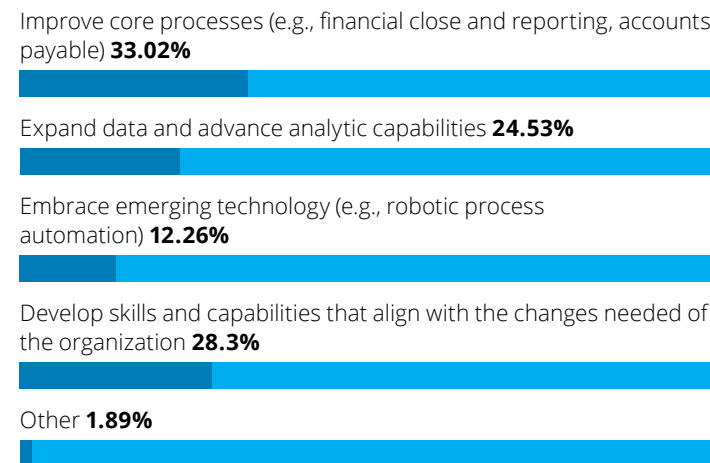 Improve core processes (e.g., financial close and reporting, accounts
payable) 33.02%
Expand data and advance analytic capabilities 24.53%
Embrace emerging technology (e.g., robotic process
automation) 12.26%
Develop skills and capabilities that align with the changes needed of
the organization 28.3%
Other 1.89%